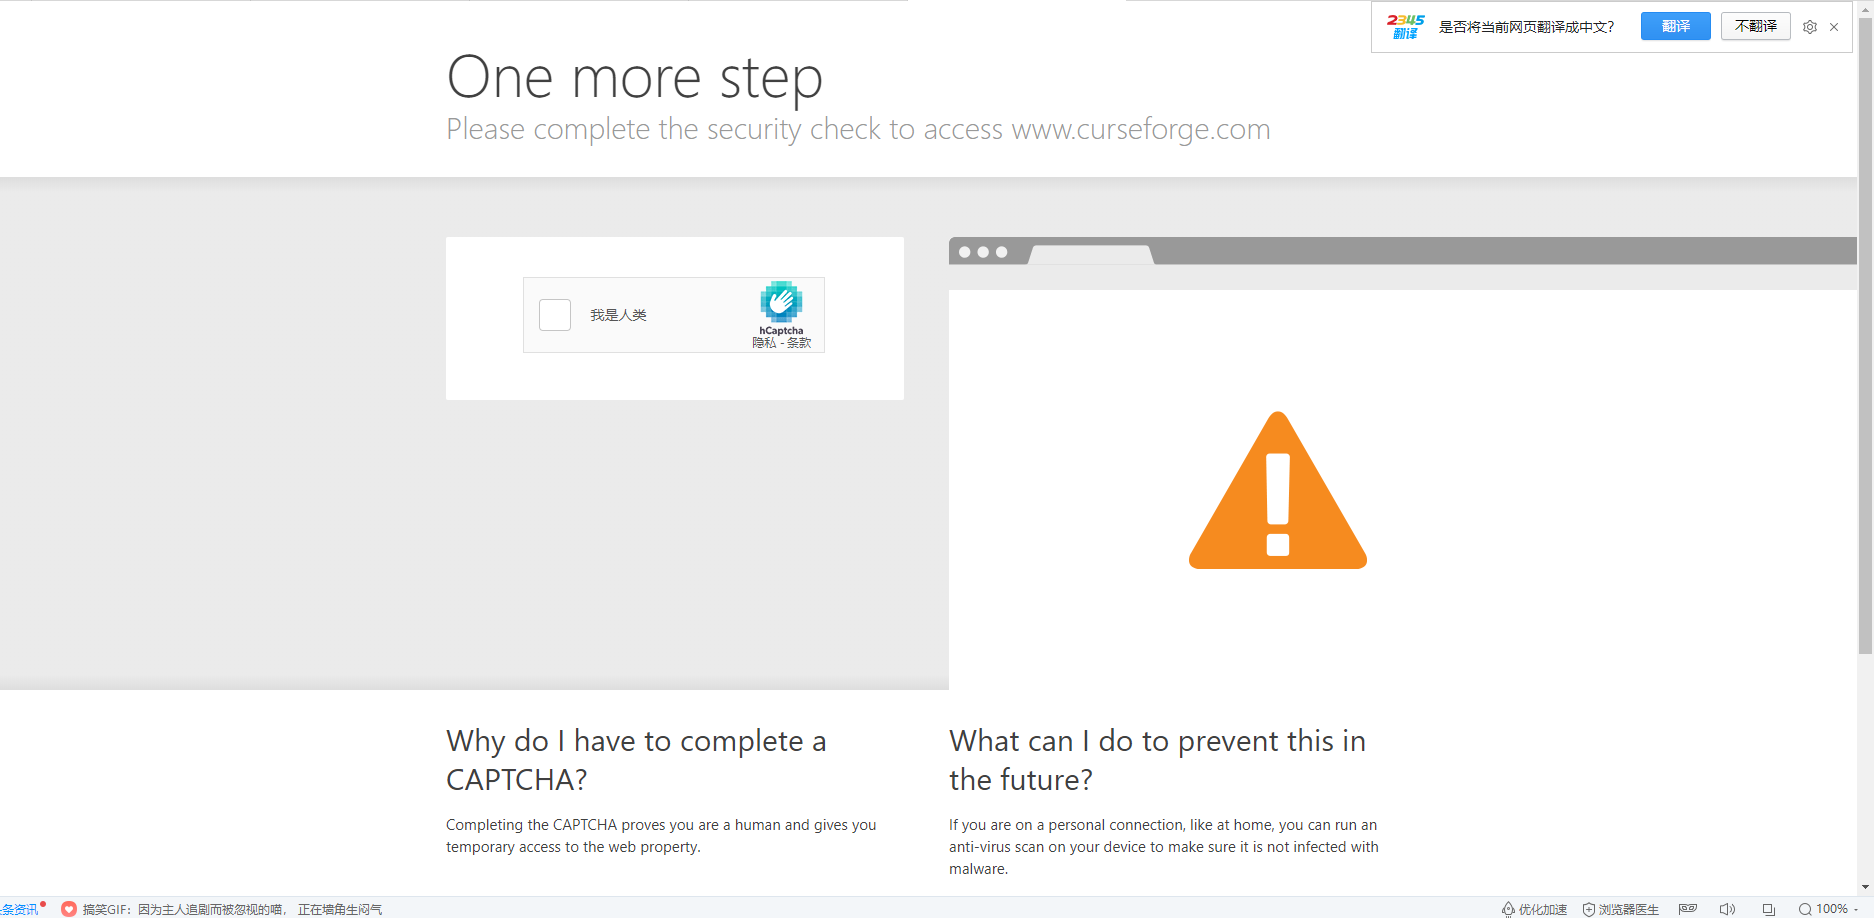 One more step
Please complete the security check to access www.curseforge.com
2345
翻译
是否将当前网页翻译成中文?
翻译
不翻译
我是人类
hCaptcha
隐私 - 条款
Why do I have to complete a
CAPTCHA?
Completing the CAPTCHA proves you are a human and gives you
temporary access to the web property.
What can I do to prevent this in
the future?
If you are on a personal connection, like at home, you can run an
anti-virus scan on your device to make sure it is not infected with
malware.
条资讯
搞笑GIF：因为主人追剧而被忽视的喵， 正在墙角生闷气
优化加速
浏览器医生
100%